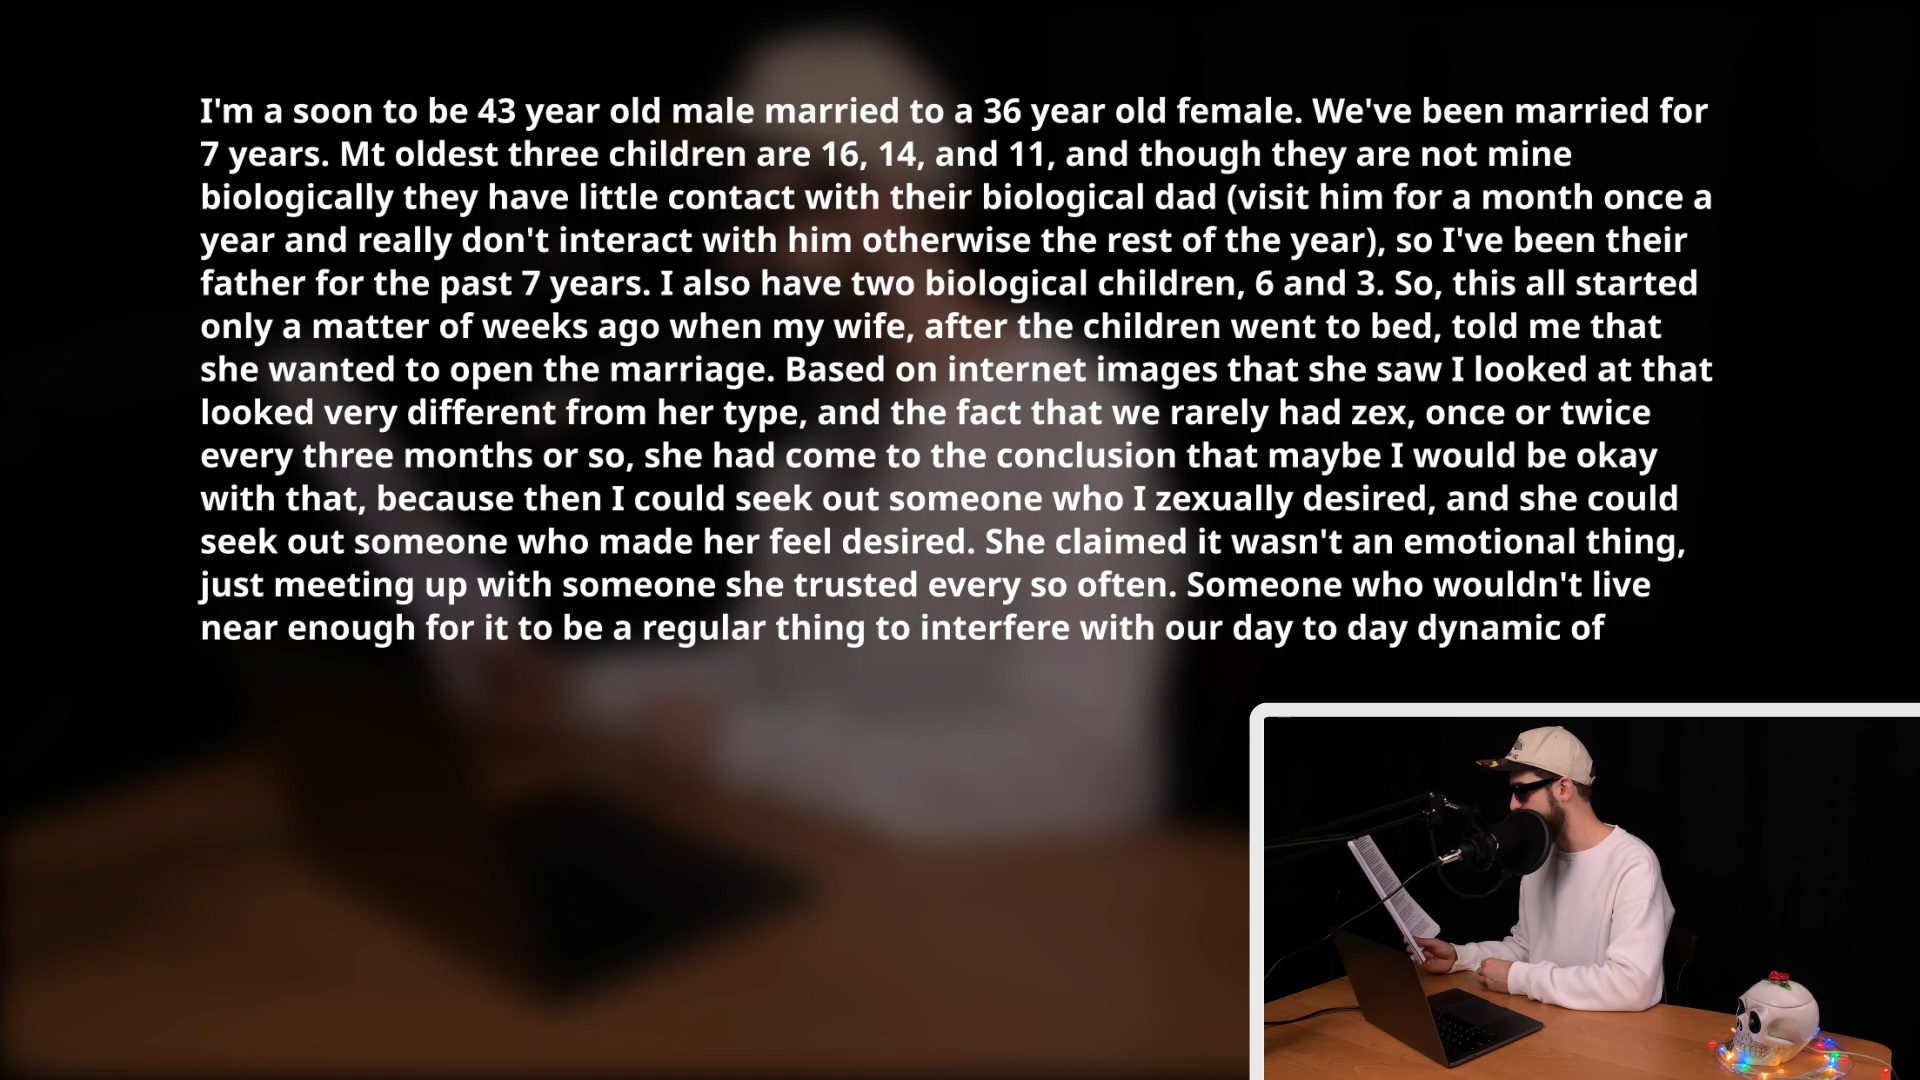 I'm a soon to be 43 year old male married to a 36 year old female. We've been married for
7 years. Mt oldest three children are 16, 14, and 11, and though they are not mine
biologically they have little contact with their biological dad (visit him for a month once a
year and really don't interact with him otherwise the rest of the year), so I've been their
father for the past 7 years. I also have two biological children, 6 and 3. So, this all started
only a matter of weeks ago when my wife, after the children went to bed, told me that
she wanted to open the marriage. Based on internet images that she saw I looked at that
looked very different from her type, and the fact that we rarely had zex, once or twice
every three months or so, she had come to the conclusion that maybe I would be okay
with that, because then I could seek out someone who I zexually desired, and she could
seek out someone who made her feel desired. She claimed it wasn't an emotional thing,
just meeting up with someone she trusted every so often. Someone who wouldn't live
near enough for it to be a regular thing to interfere with our day to day dynamic of